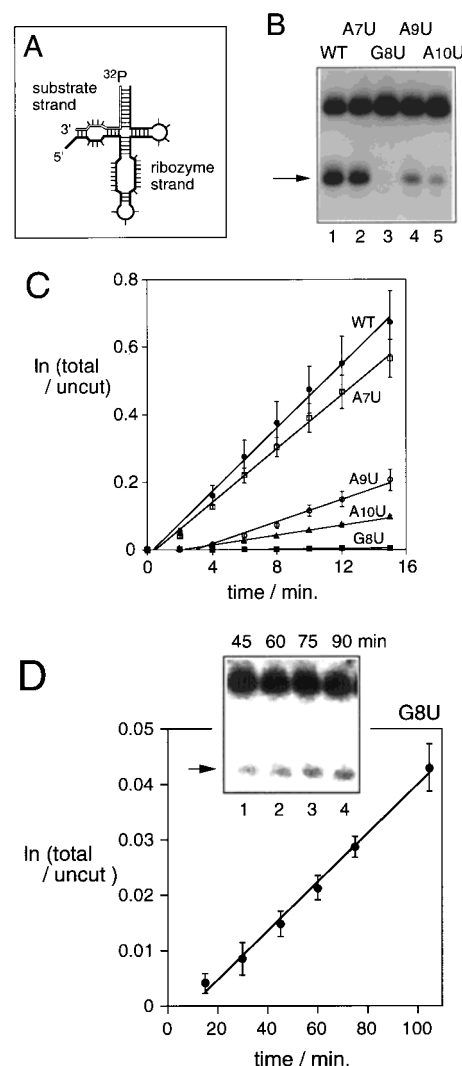 A
32P
substrate
strand
3'
5'
ribozyme
strand
B
A7U A9U
WT G8U A10U
1 2 3 4 5
C
0.8
0.6
0.4
0.2
0
ln (total
/ uncut)
WT
A7U
A9U
A10U
G8U
0 4 8 12 16
time / min.
D
45 60 75 90 min
G8U
1 2 3 4
0.05
0.04
0.03
0.02
0.01
0
ln (total
/ uncut )
0 20 40 60 80 100
time / min.